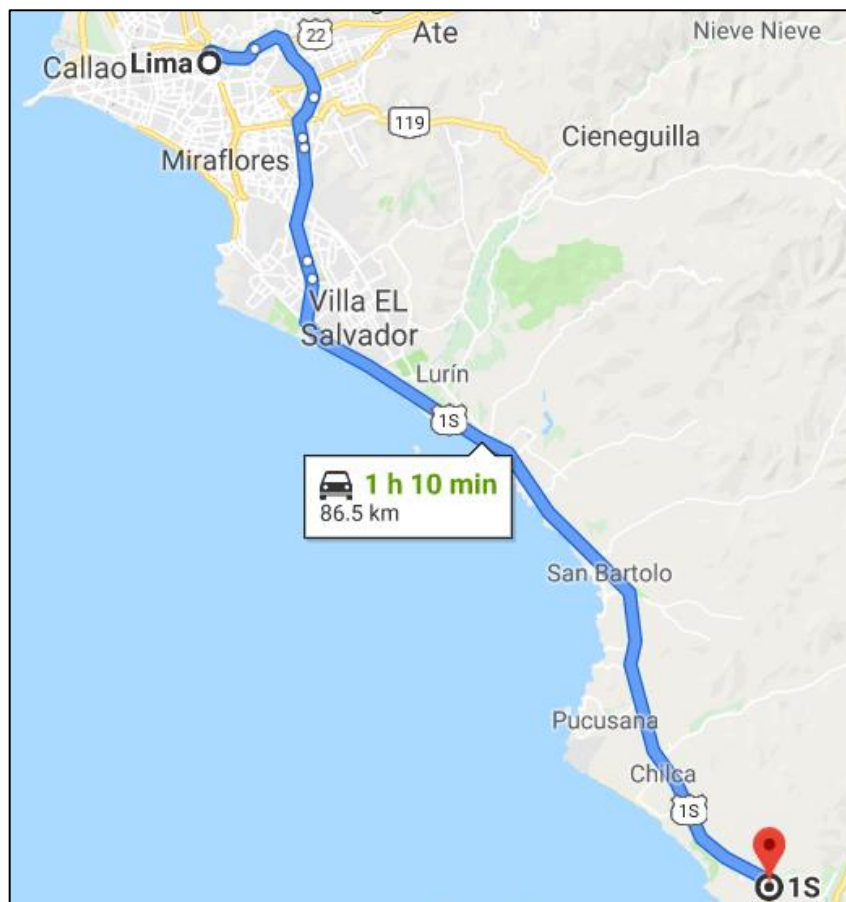 22
Ate
Nieve Nieve
Callao
Lima
119
Cieneguilla
Miraflores
Villa EL
Salvador
Lurín
1S
1 h 10 min
86.5 km
San Bartolo
Pucusana
Chilca
1S
1S